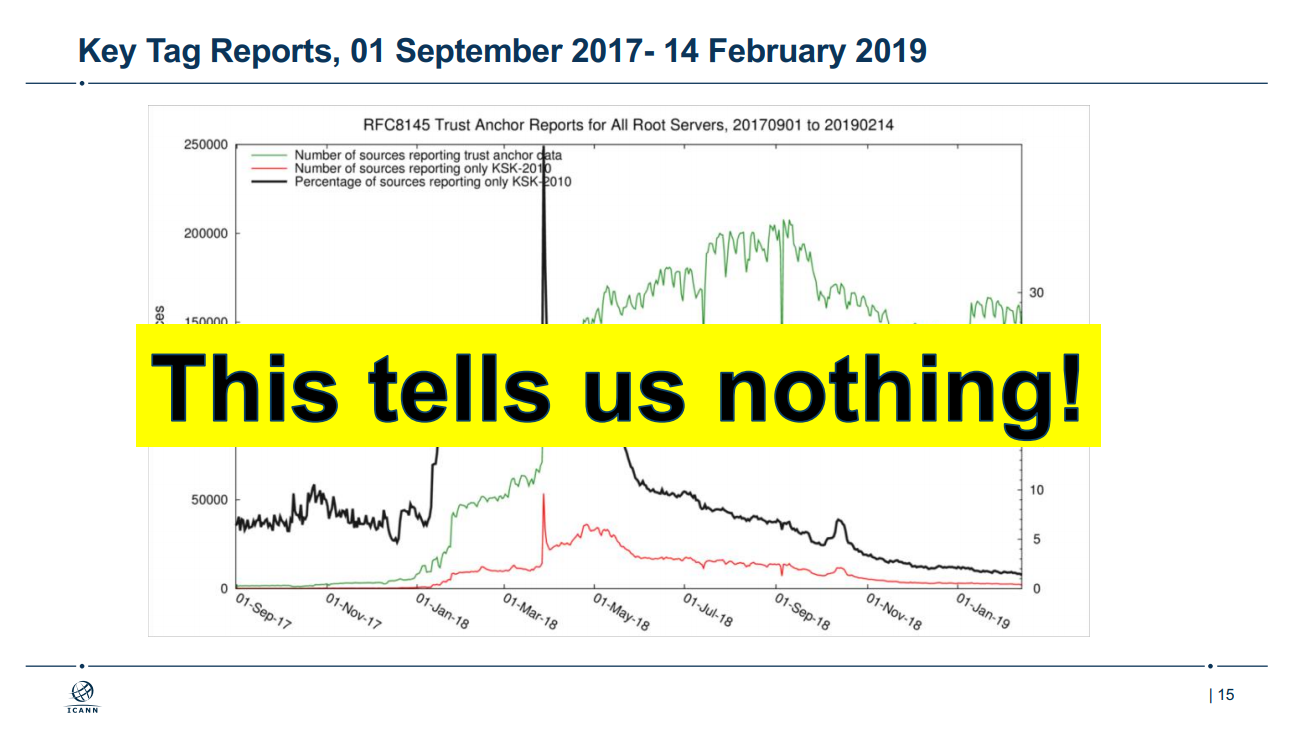 Key Tag Reports, 01 September 2017- 14 February 2019
RFC8145 Trust Anchor Reports for All Root Servers, 20170901 to 20190214
Number of sources reporting trust anchor data
Number of sources reporting only KSK-2010
Percentage of sources reporting only KSK-2010
250000
200000
150000
30
This tells us nothing!
50000
10
5
0
0
01-Sep-17
01-Nov-17
01-Jan-18
01-Mar-18
01-May-18
01-Jul-18
01-Sep-18
01-Nov-18
01-Jan-19
ICANN
| 15